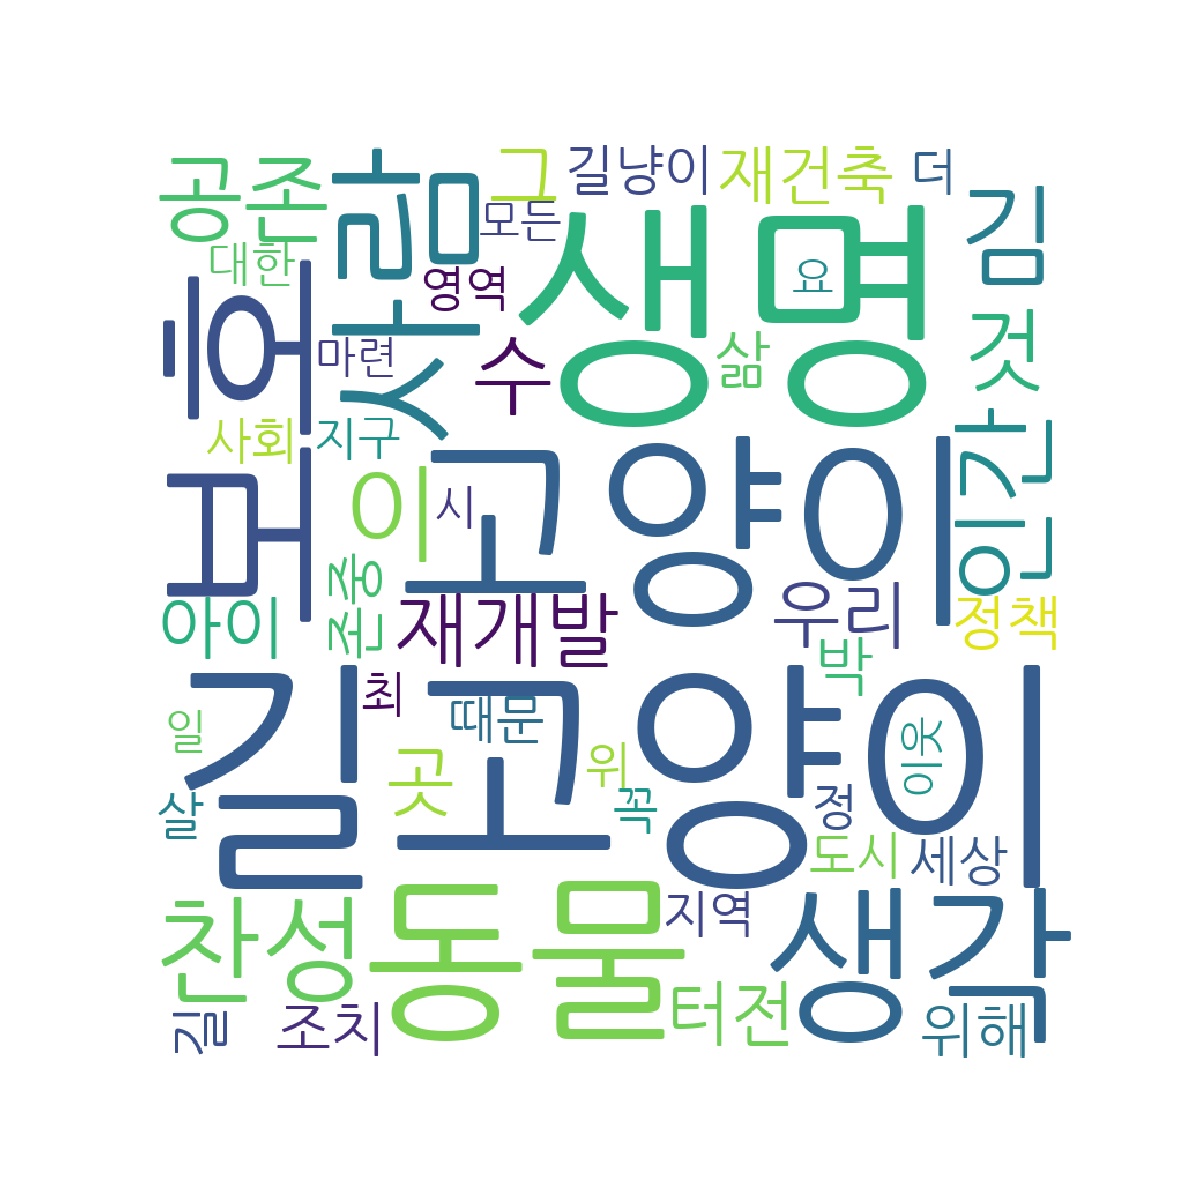 공존
사람
그
길냥이
재건축
더
김
모든
생명
요
대한
보호
영역
마련
수
삶
것
사회
지구
이
시
고양이
인간
존중
아이
재개발
우리
정책
박
길고양이
최
때문
일
곳
위
꼭
이웃
살
정
도시
세상
찬성
동물
지역
생각
길
조치
터전
위해